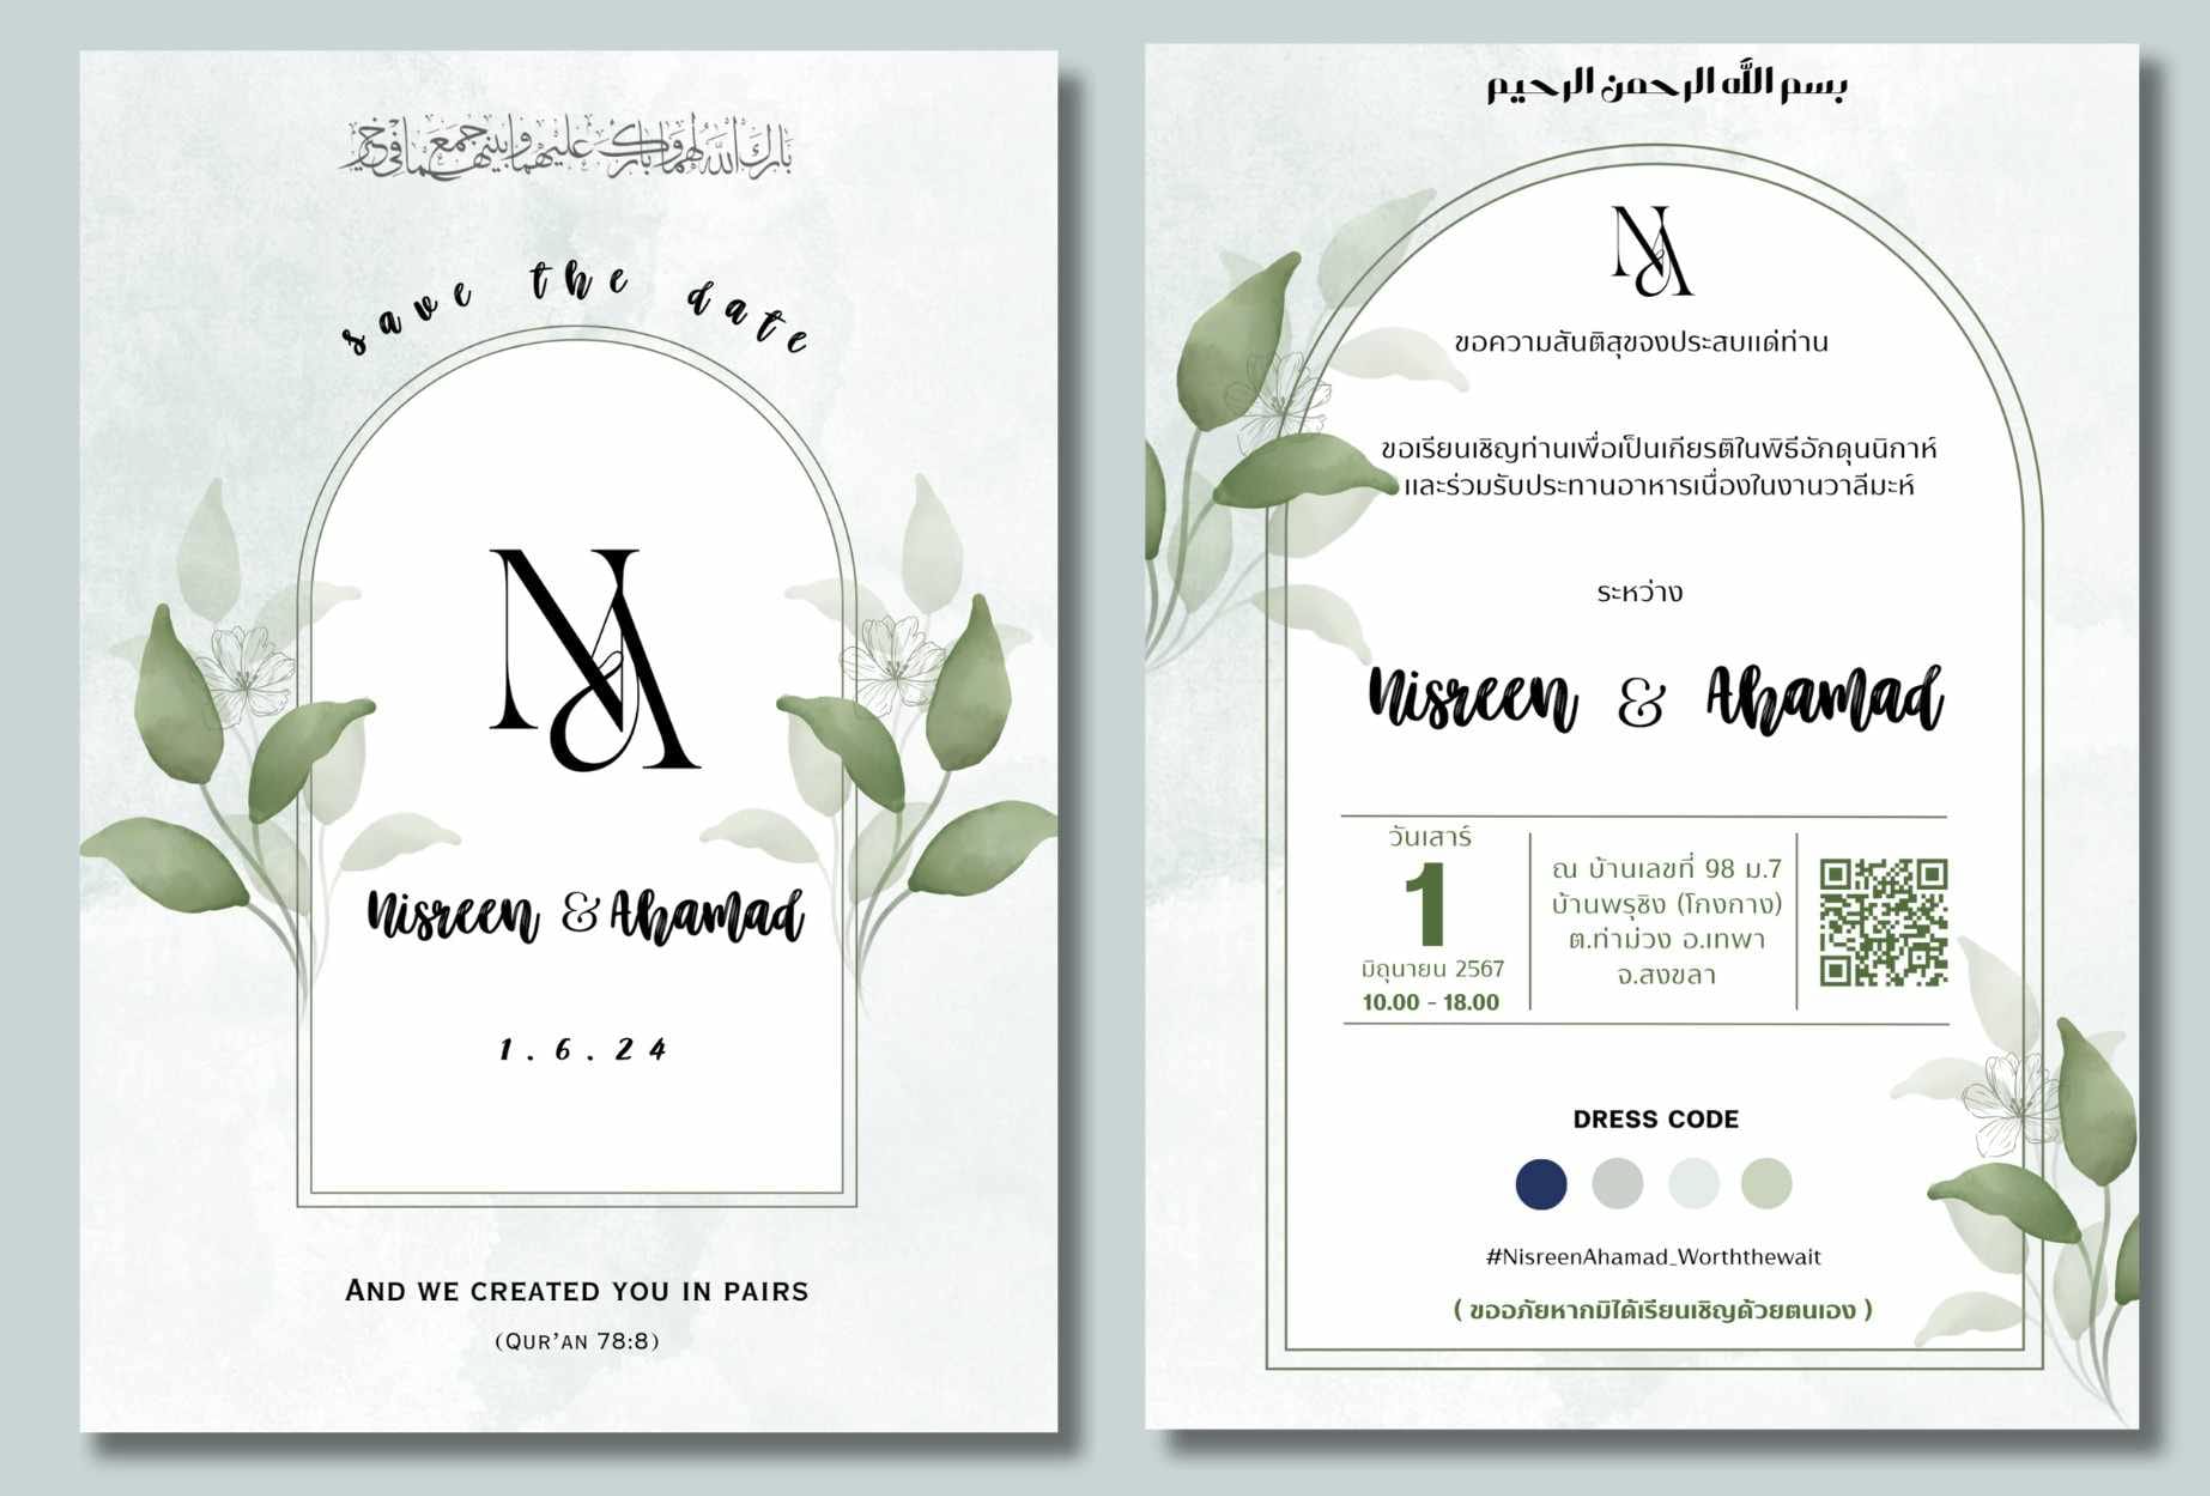 بارك الله لهما وبارك عليهما وجمع بينهما في خير
save the date
NA
Nisreen & Ahamad
1.6.24
AND WE CREATED YOU IN PAIRS
(QUR'AN 78:8)
بسم الله الرحمن الرحيم
NA
ขอความสันติสุขจงประสบแด่ท่าน
ขอเรียนเชิญท่านเพื่อเป็นเกียรติในพิธีอักดุนนิกาห์
และร่วมรับประทานอาหารเนื่องในงานวาลีมะห์
ระหว่าง
Nisreen & Ahamad
วันเสาร์
1
มิถุนายน 2567
10.00 - 18.00
ณ บ้านเลขที่ 98 ม.7
บ้านพรุชิง (โกงกาง)
ต.ท่าม่วง อ.เทพา
จ.สงขลา
DRESS CODE
#NisreenAhamad_Worththewait
( ขออภัยหากมิได้เรียนเชิญด้วยตนเอง )